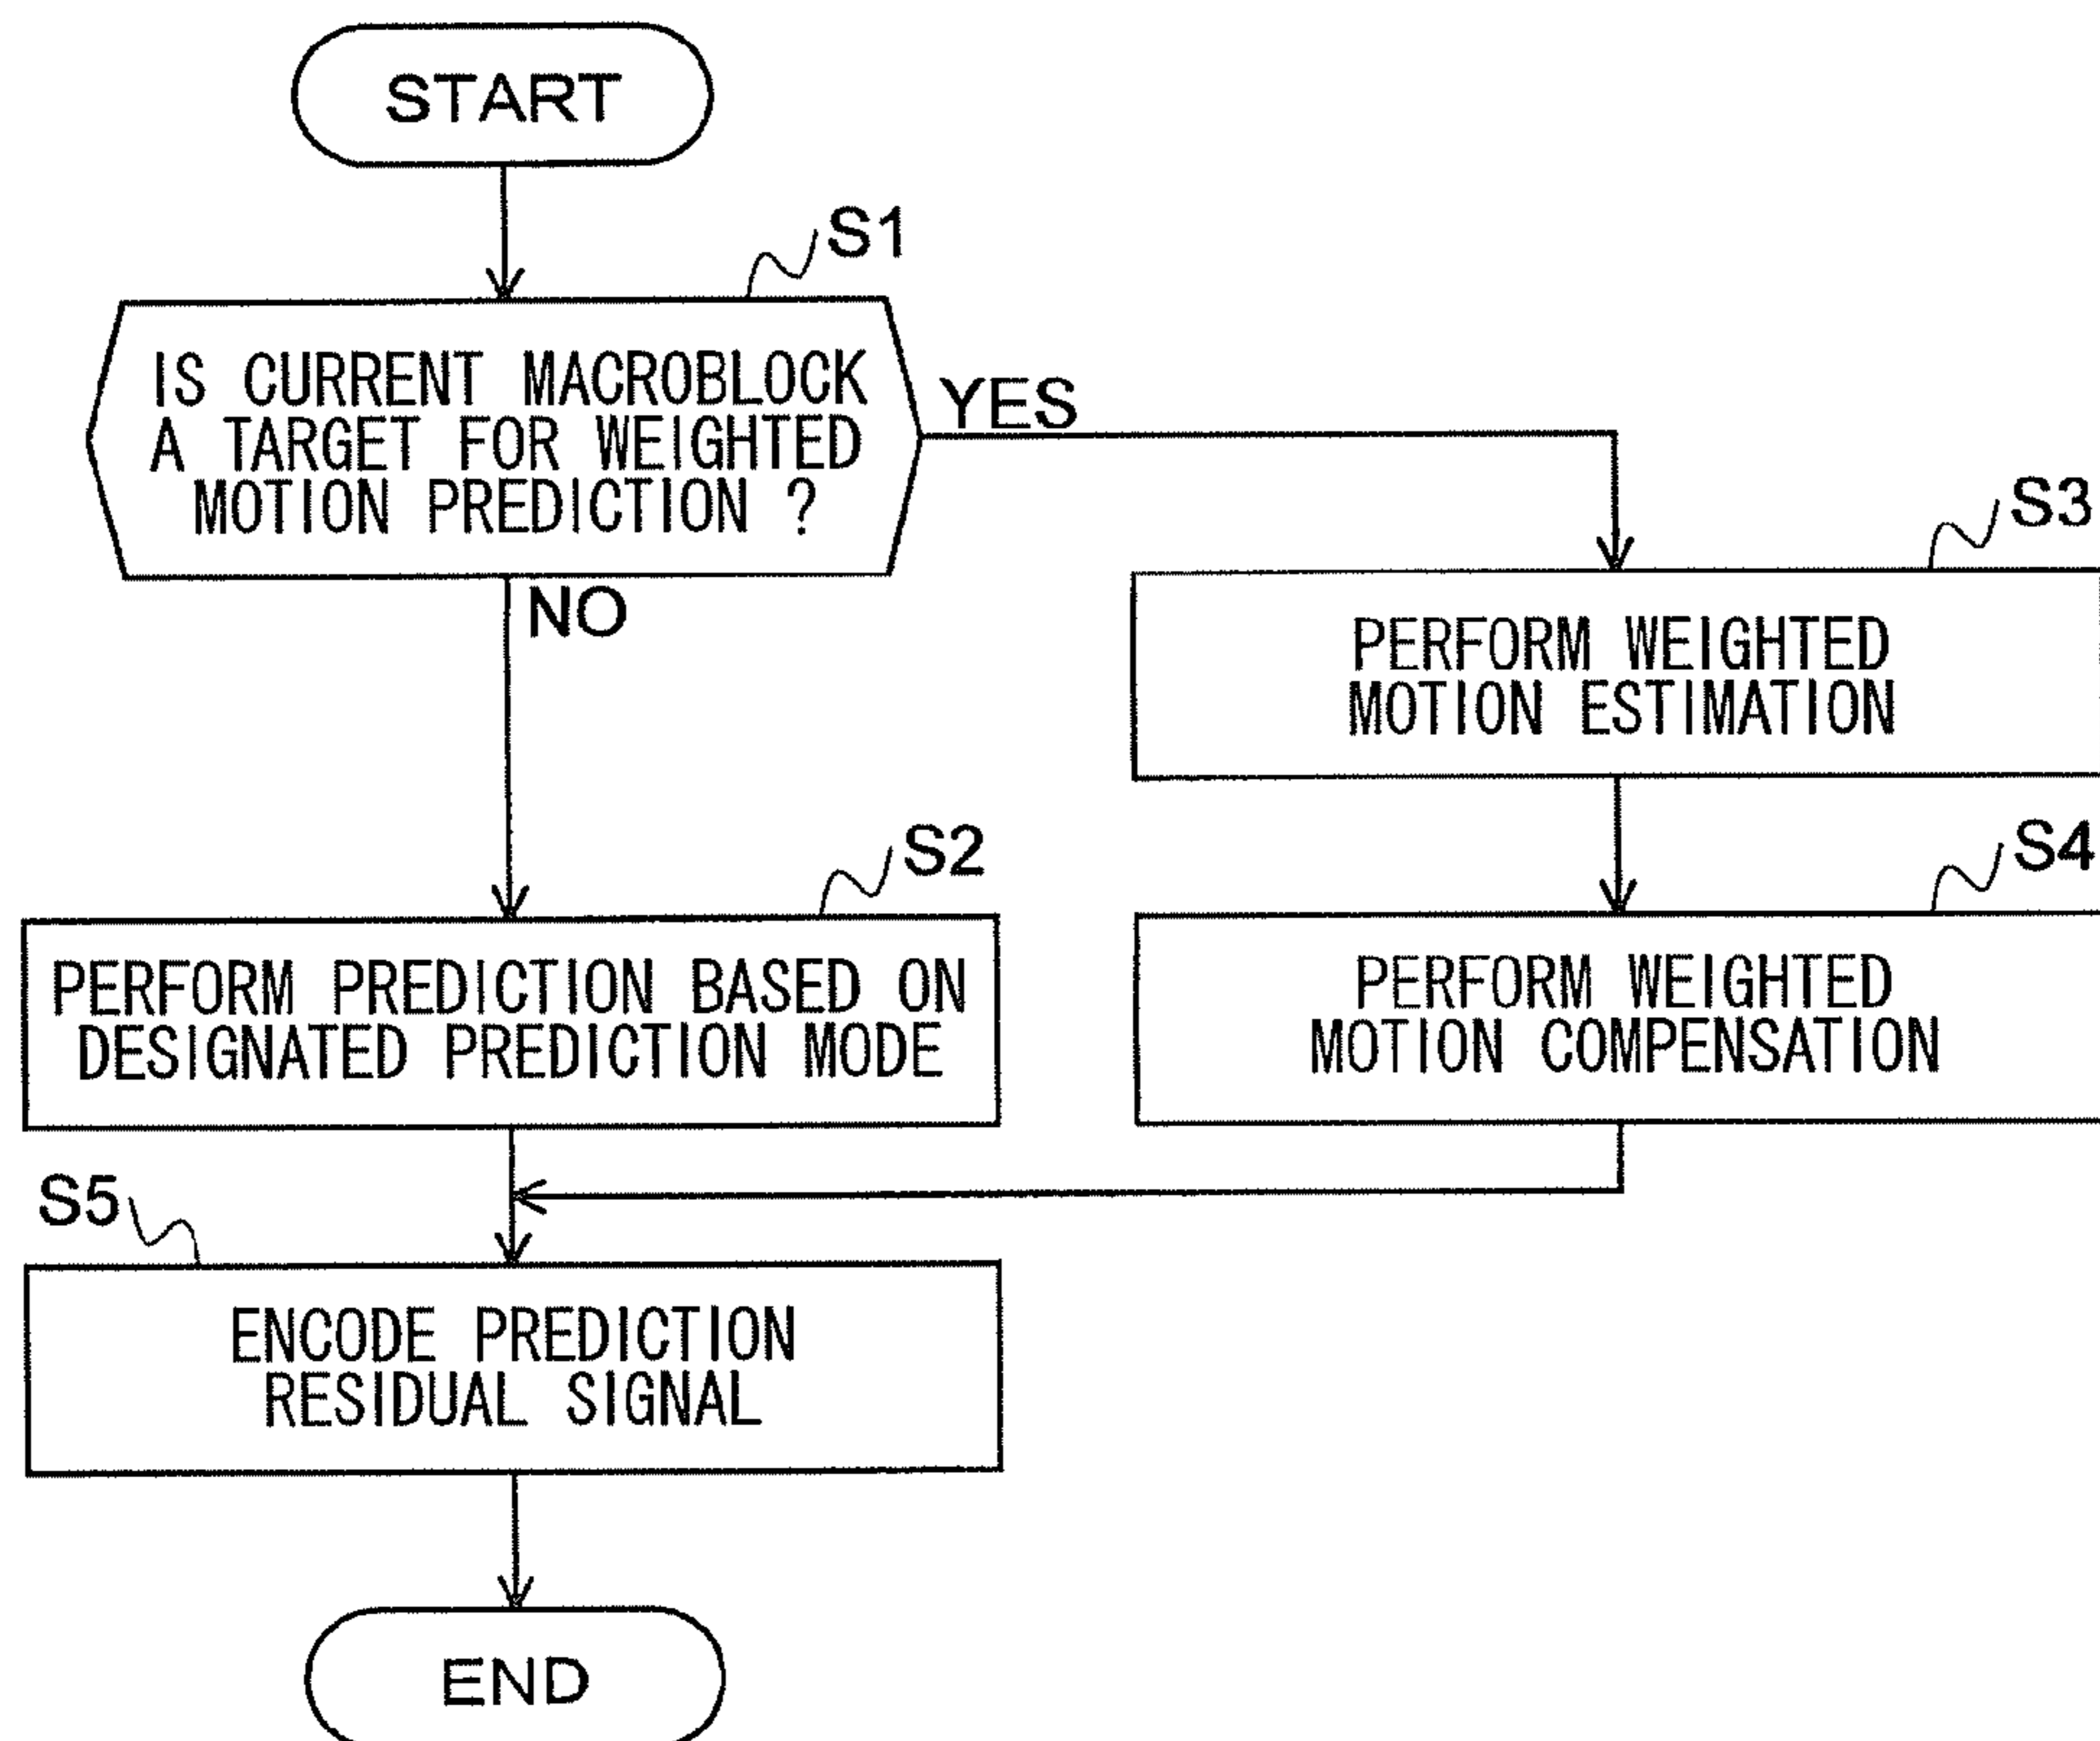 START
S1
IS CURRENT MACROBLOCK
A TARGET FOR WEIGHTED
MOTION PREDICTION ?
YES
NO
S3
PERFORM WEIGHTED
MOTION ESTIMATION
S2
PERFORM PREDICTION BASED ON
DESIGNATED PREDICTION MODE
S4
PERFORM WEIGHTED
MOTION COMPENSATION
S5
ENCODE PREDICTION
RESIDUAL SIGNAL
END